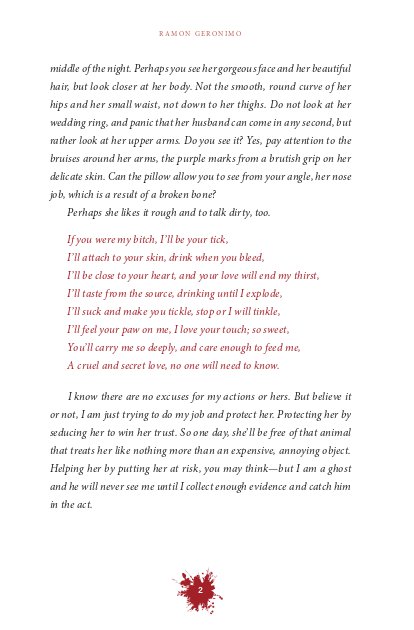 RAMON GERONIMO
middle of the night. Perhaps you see her gorgeous face and her beautiful
hair, but look closer at her body. Not the smooth, round curve of her
hips and her small waist, not down to her thighs. Do not look at her
wedding ring, and panic that her husband can come in any second, but
rather look at her upper arms. Do you see it? Yes, pay attention to the
bruises around her arms, the purple marks from a brutish grip on her
delicate skin. Can the pillow allow you to see from your angle, her nose
job, which is a result of a broken bone?
Perhaps she likes it rough and to talk dirty, too.
If you were my bitch, I'll be your tick,
I'll attach to your skin, drink when you bleed,
I'll be close to your heart, and your love will end my thirst,
I'll taste from the source, drinking until I explode,
I'll suck and make you tickle, stop or I will tinkle,
I'll feel your paw on me, I love your touch; so sweet,
You'll carry me so deeply, and care enough to feed me,
A cruel and secret love, no one will need to know.
I know there are no excuses for my actions or hers. But believe it
or not, I am just trying to do my job and protect her. Protecting her by
seducing her to win her trust. So one day, she'll be free of that animal
that treats her like nothing more than an expensive, annoying object.
Helping her by putting her at risk, you may think—but I am a ghost
and he will never see me until I collect enough evidence and catch him
in the act.
2